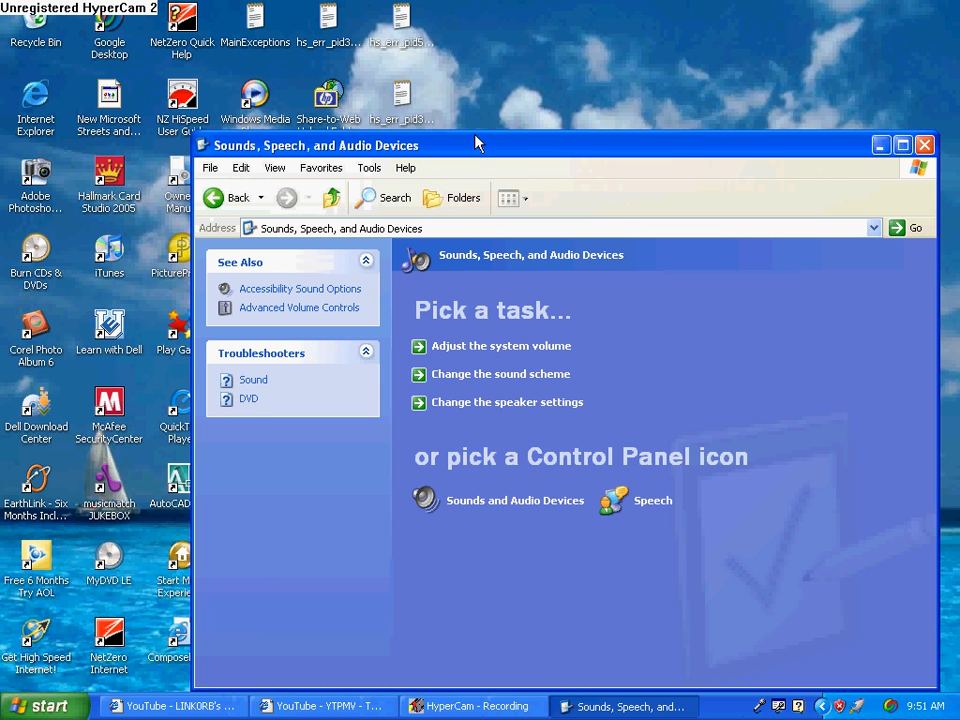 Unregistered HyperCam 2
Recycle Bin
Google
Desktop
NetZero Quick
Help
MainExceptions
hs_err_pid3...
hs_err_pid5...
Internet
Explorer
New Microsoft
Streets and...
NZ HiSpeed
User
Windows Media
Share-to-Web
hs_err_pid3...
Adobe
Photosho...
Hallmark Card
Studio 2005
Burn CDs &
DVDs
iTunes
Corel Photo
Album 6
Learn with Dell
Dell Download
Center
McAfee
SecurityCenter
EarthLink - Six
Months Incl...
musicmatch
JUKEBOX
Free 6 Months
Try AOL
MyDVD LE
Get High Speed
Internet!
NetZero
Internet
Sounds, Speech, and Audio Devices
File Edit View Favorites Tools Help
Back Search Folders
Address Sounds, Speech, and Audio Devices Go
See Also
Accessibility Sound Options
Advanced Volume Controls
Troubleshooters
Sound
DVD
Sounds, Speech, and Audio Devices
Pick a task...
Adjust the system volume
Change the sound scheme
Change the speaker settings
or pick a Control Panel icon
Sounds and Audio Devices
Speech
start
YouTube - LINK0RB's ...
YouTube - YTPMV - T...
HyperCam - Recording
Sounds, Speech, and...
9:51 AM